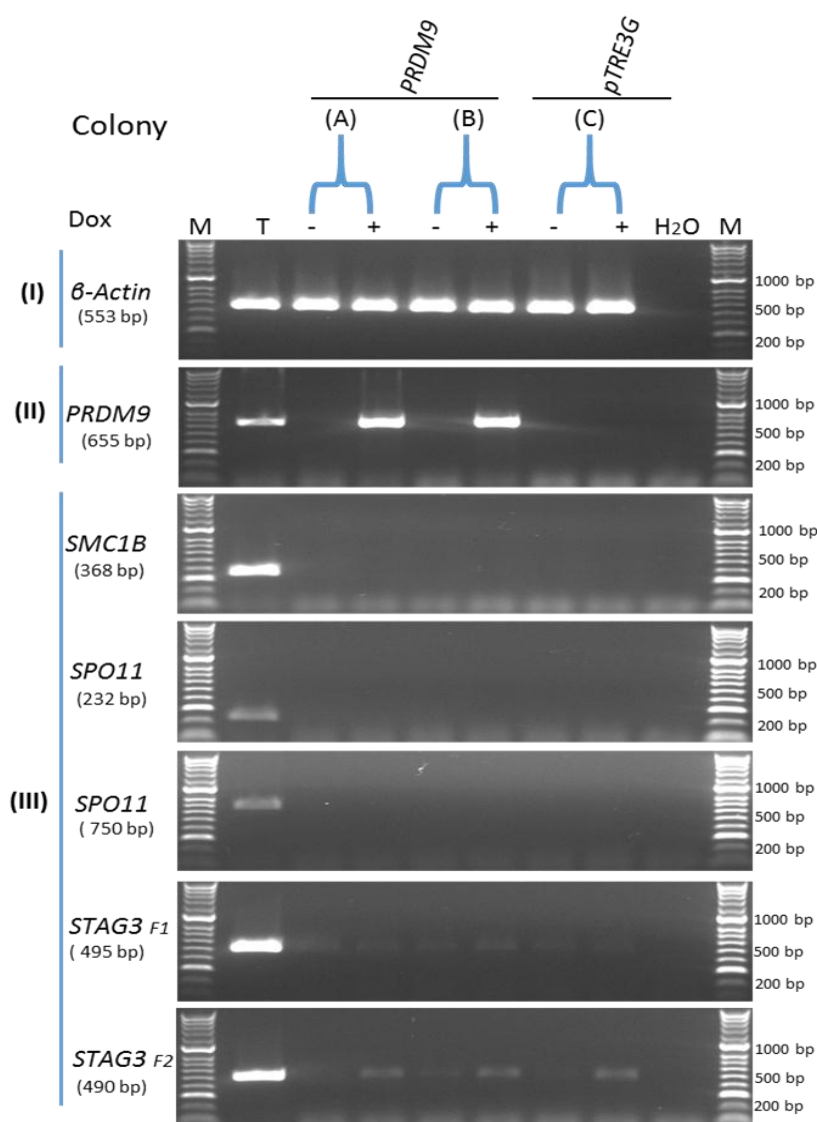 PRDM9
pTRE3G
Colony
(A)
(B)
(C)
Dox
M T - + - + - + H2O M
(I)
β-Actin
(553 bp)
1000 bp
500 bp
200 bp
(II)
PRDM9
(655 bp)
1000 bp
500 bp
200 bp
(III)
SMC1B
(368 bp)
1000 bp
500 bp
200 bp
SPO11
(232 bp)
1000 bp
500 bp
200 bp
SPO11
( 750 bp)
1000 bp
500 bp
200 bp
STAG3 F1
( 495 bp)
1000 bp
500 bp
200 bp
STAG3 F2
(490 bp)
1000 bp
500 bp
200 bp